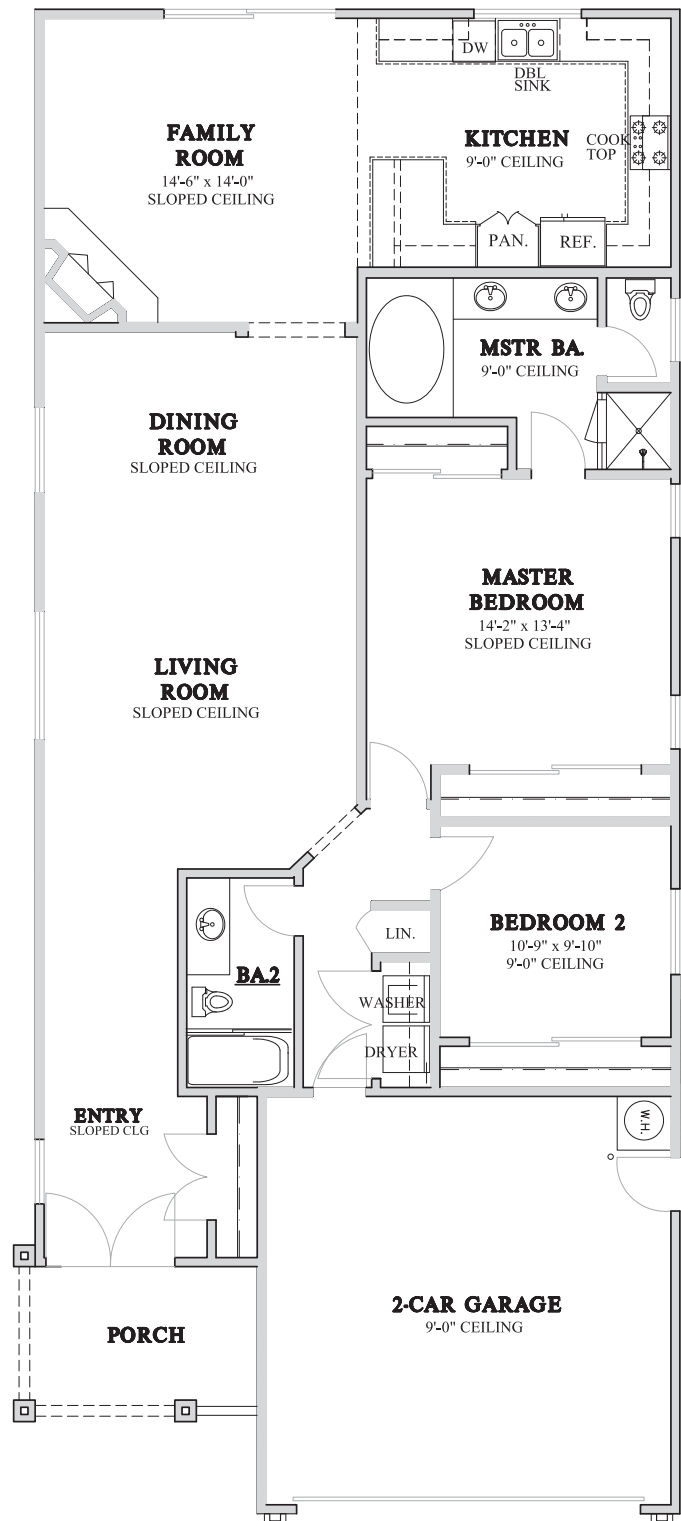 DW
DBL
SINK
FAMILY
ROOM
14'-6" x 14'-0"
SLOPED CEILING
KITCHEN
9'-0" CEILING
COOK
TOP
PAN.
REF.
MSTR BA.
9'-0" CEILING
DINING
ROOM
SLOPED CEILING
MASTER
BEDROOM
14'-2" x 13'-4"
SLOPED CEILING
LIVING
ROOM
SLOPED CEILING
BEDROOM 2
10'-9" x 9'-10"
9'-0" CEILING
LIN.
BA.2
WASHER
DRYER
ENTRY
SLOPED CLG
W.H.
2-CAR GARAGE
9'-0" CEILING
PORCH